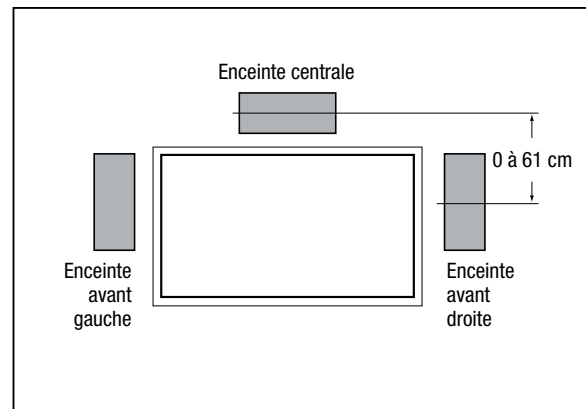 Enceinte centrale
0 à 61 cm
Enceinte
avant
gauche
Enceinte
avant
droite